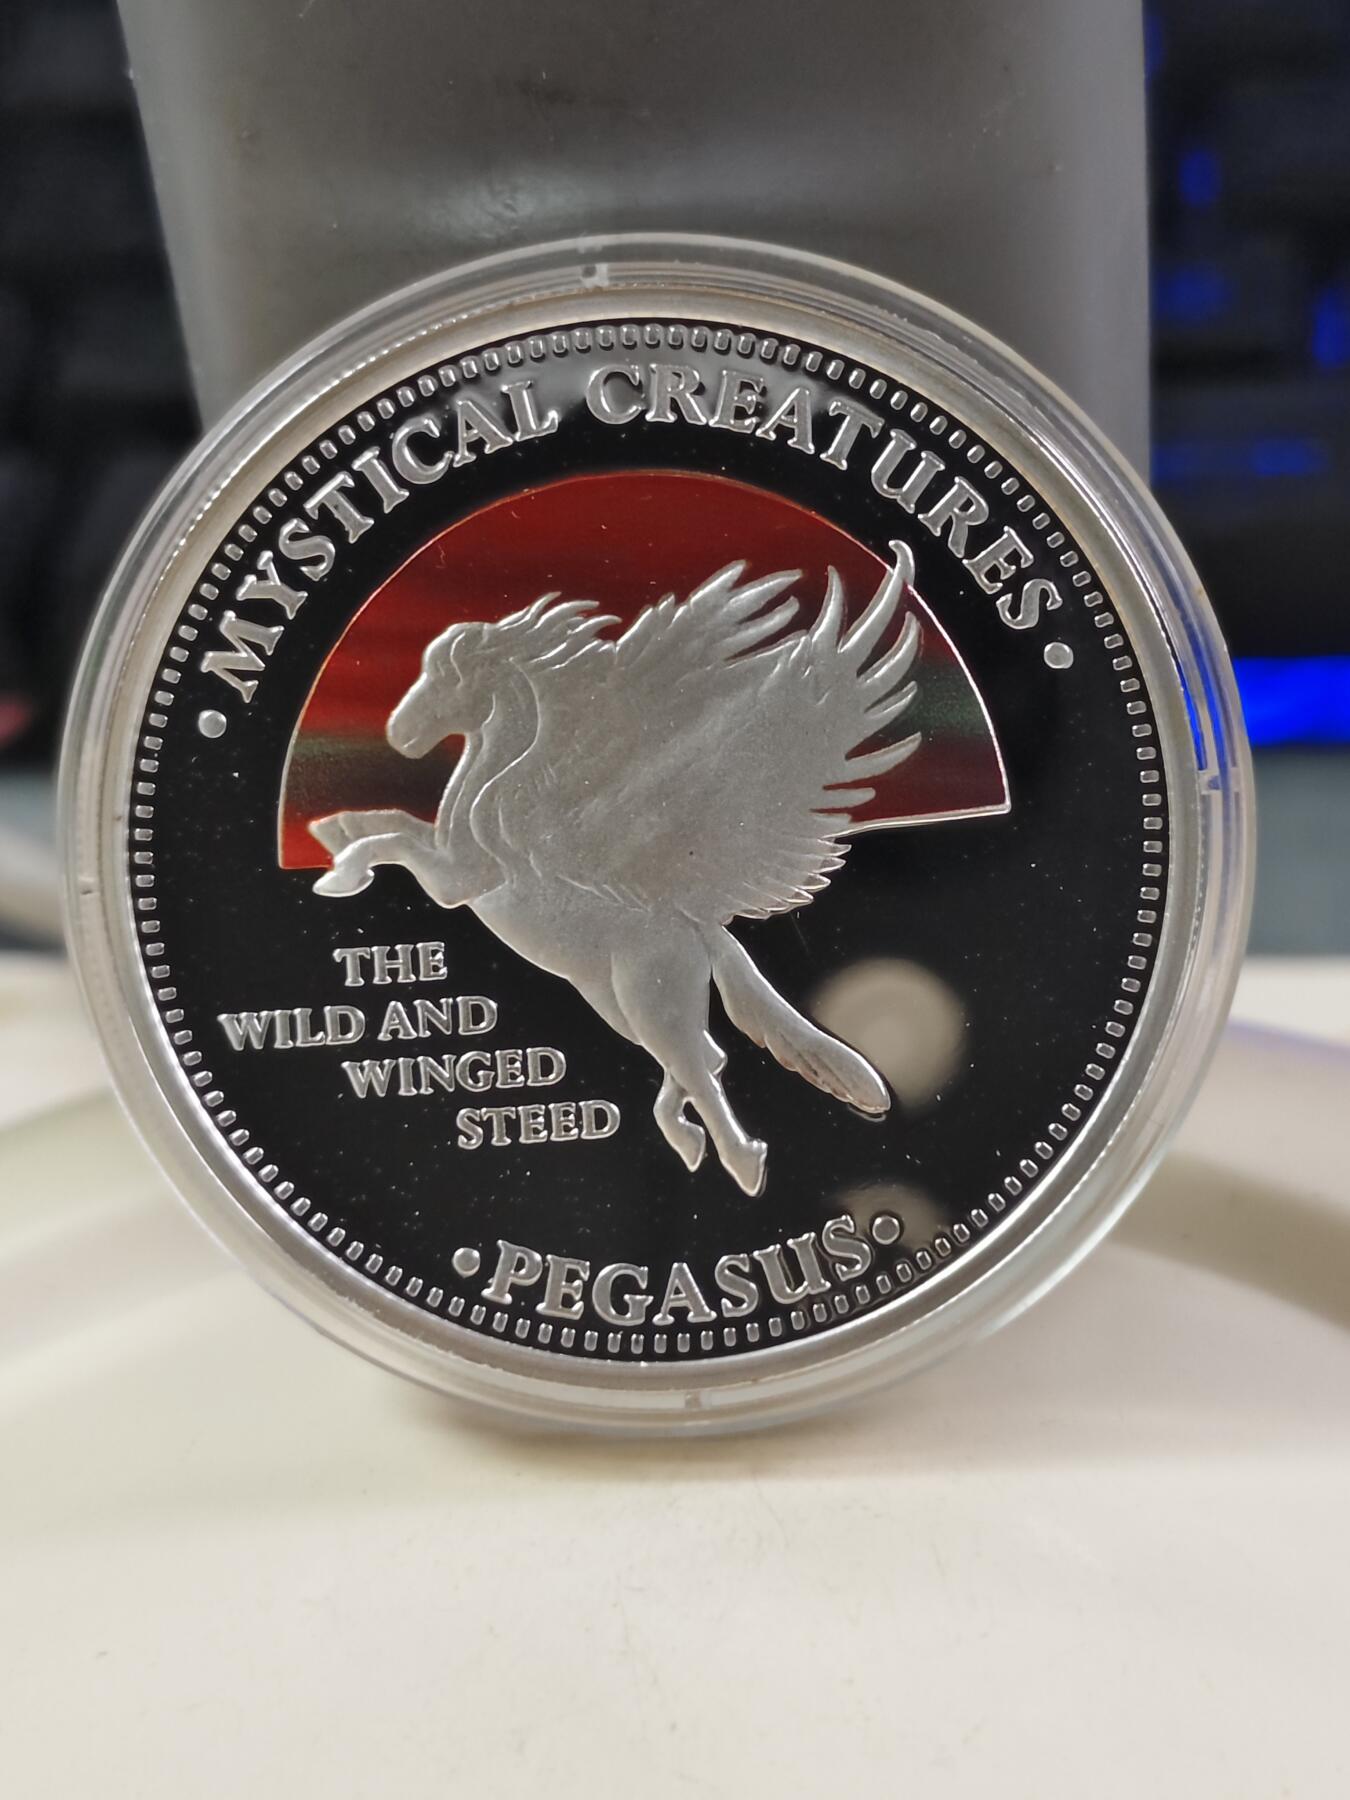 • MYSTICAL CREATURES •
THE
WILD AND
WINGED
STEED
• PEGASUS •